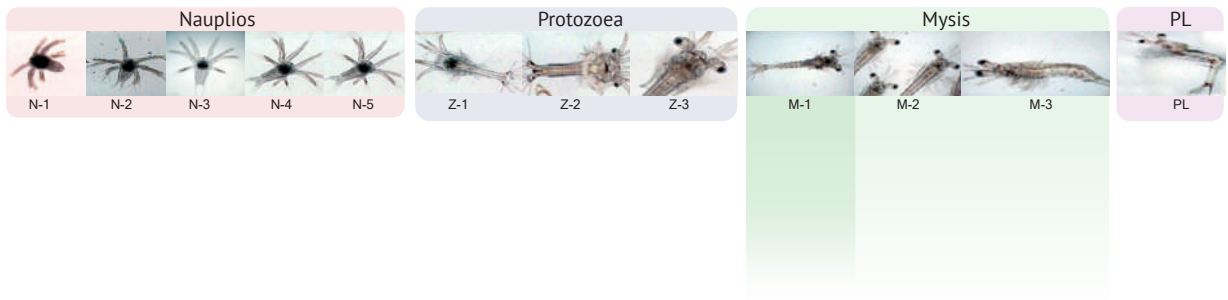 Nauplios Protozoea Mysis PL
N-1 N-2 N-3 N-4 N-5 Z-1 Z-2 Z-3 M-1 M-2 M-3 PL